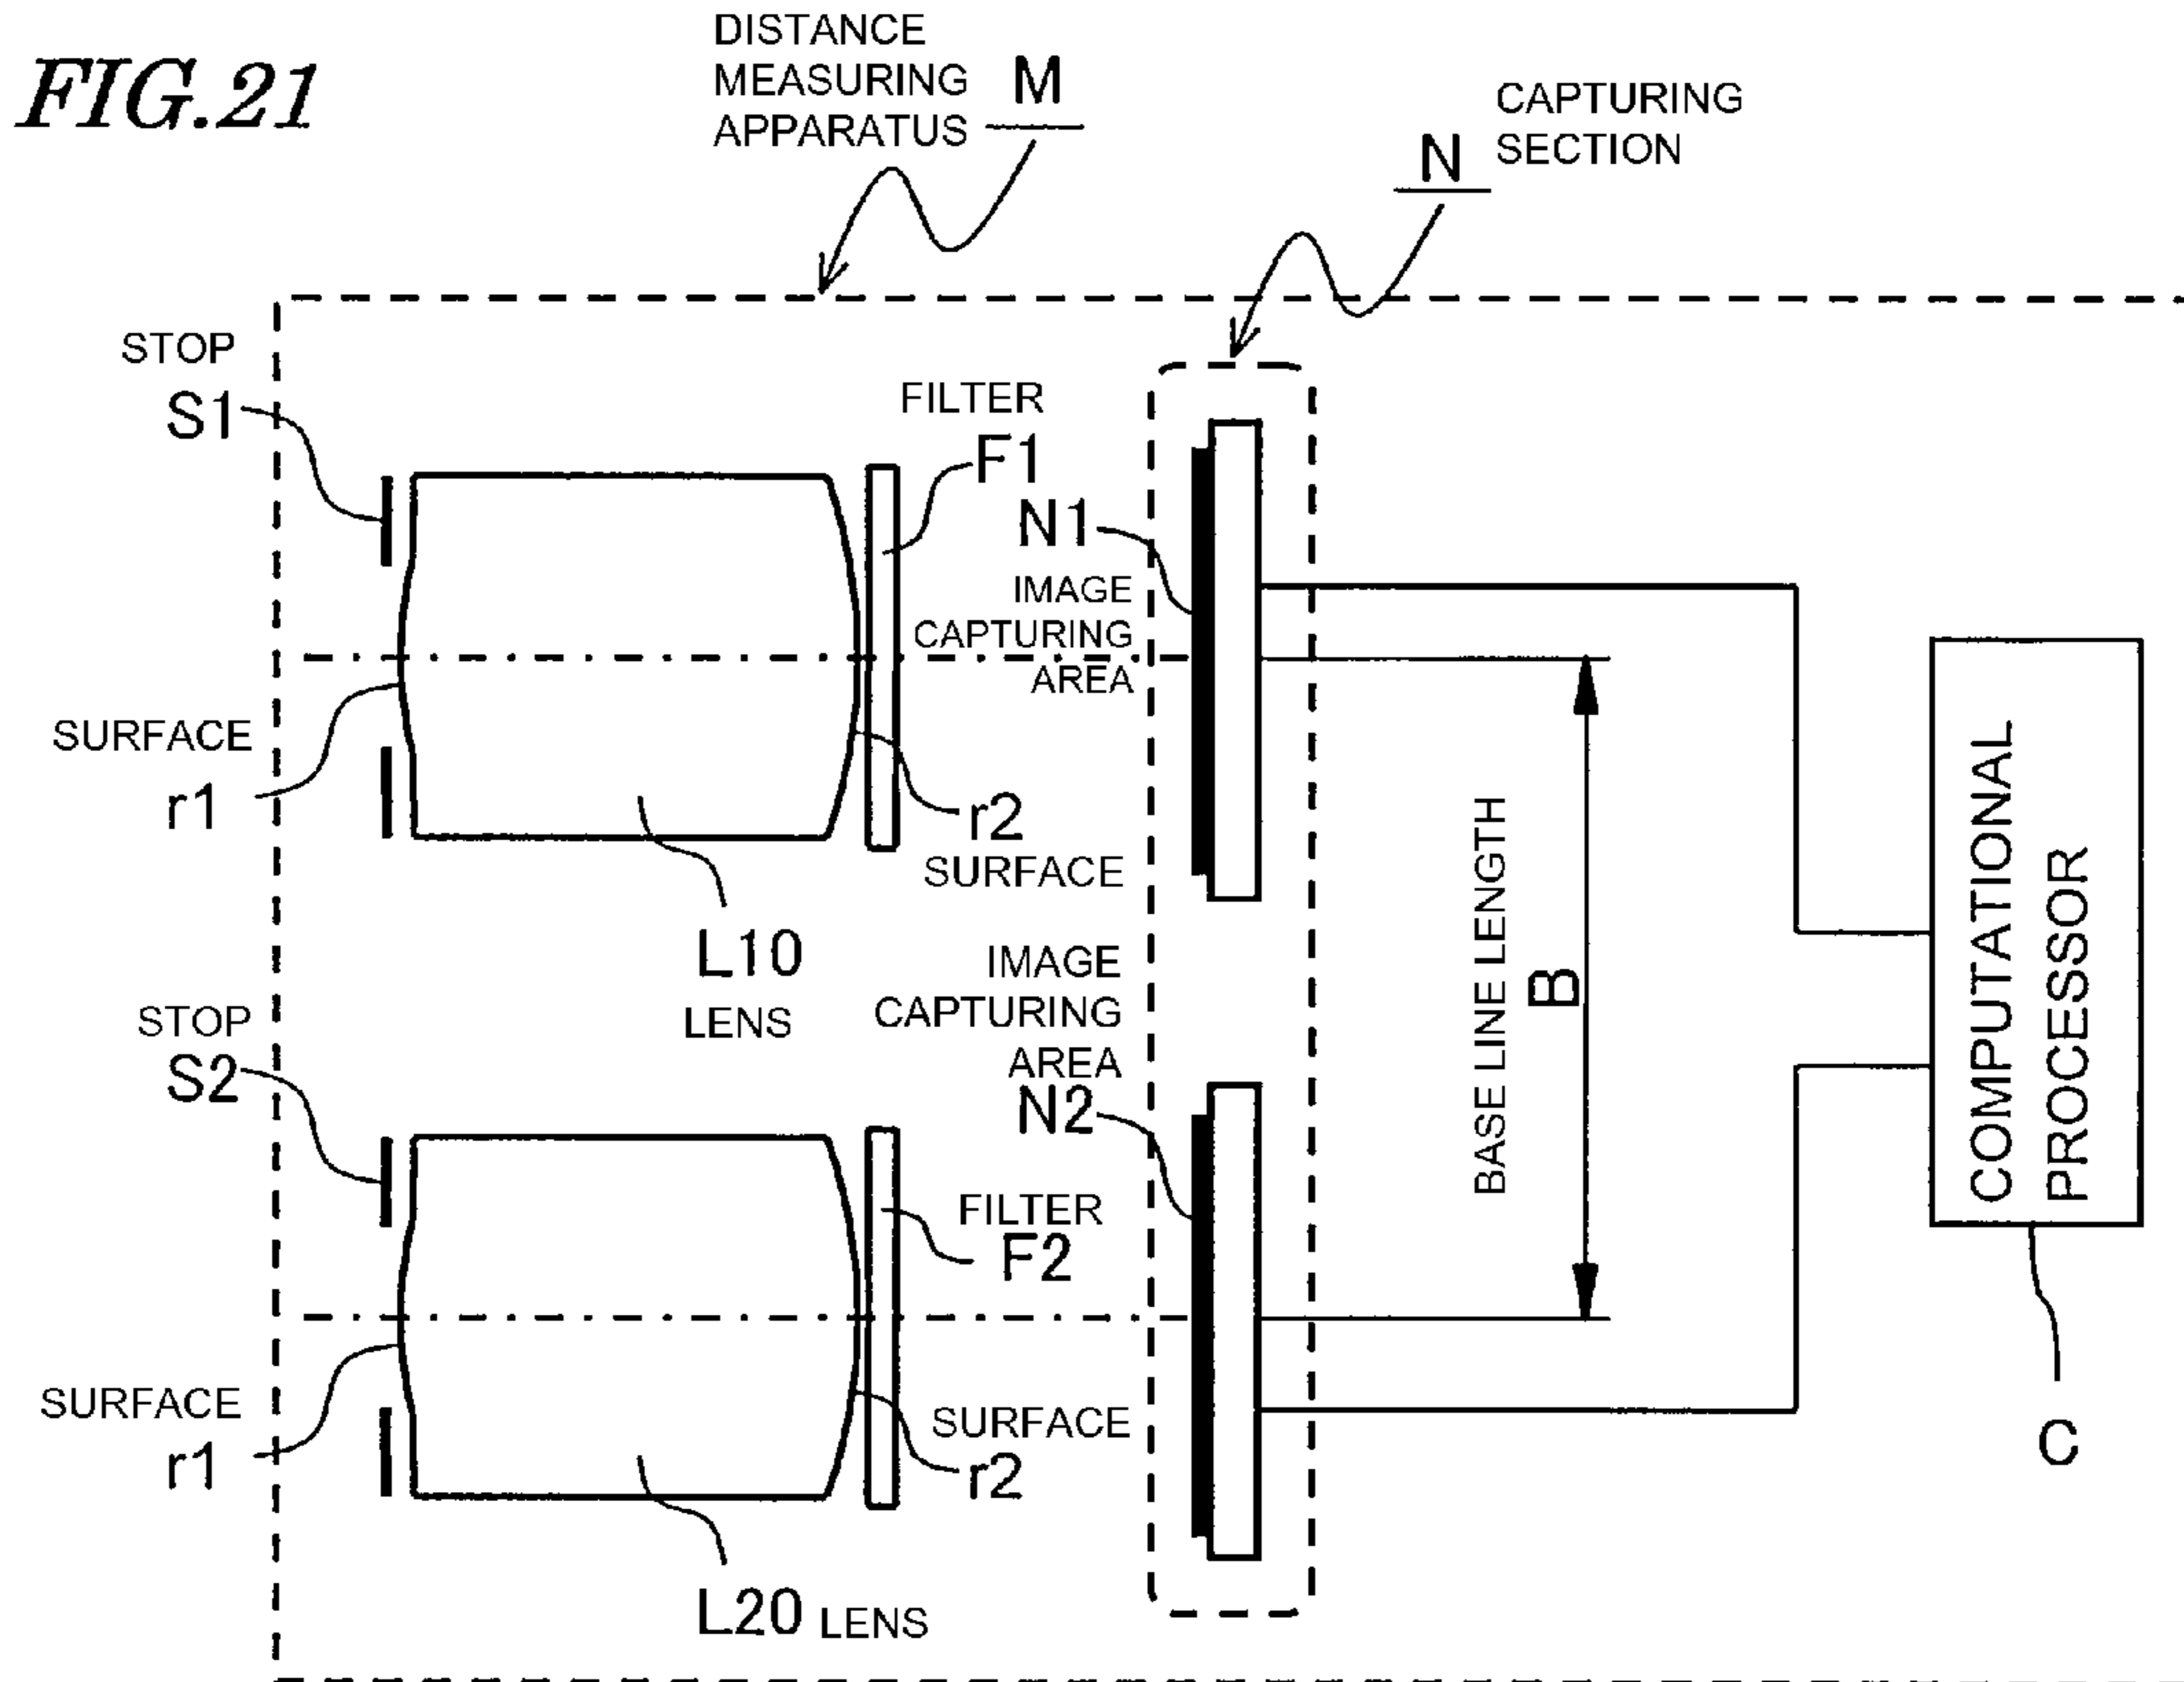 FIG.21
DISTANCE
MEASURING
APPARATUS
M
CAPTURING
SECTION
N
STOP
S1
FILTER
F1
N1
IMAGE
CAPTURING
AREA
SURFACE
r1
r2
SURFACE
L10
LENS
IMAGE
CAPTURING
AREA
N2
STOP
S2
FILTER
F2
SURFACE
r1
SURFACE
r2
L20 LENS
BASE LINE LENGTH
B
COMPUTATIONAL
PROCESSOR
C